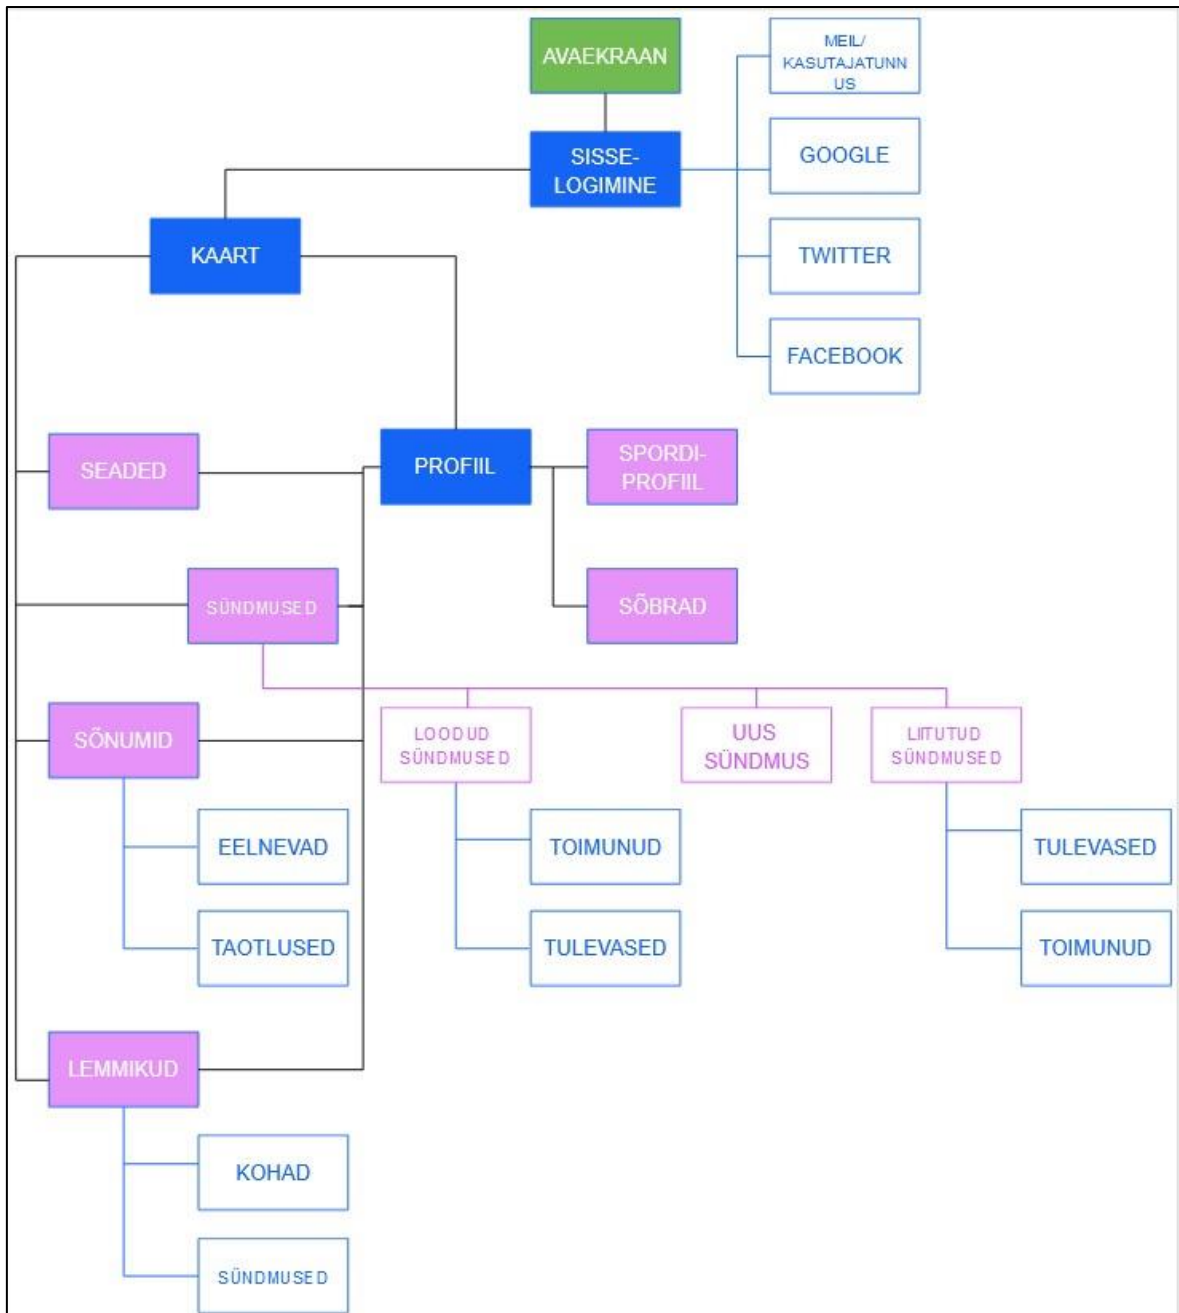 AVAEKRAAN
MEIL/
KASUTAJATUNN
US
SISSE-
LOGIMINE
GOOGLE
KAART
TWITTER
FACEBOOK
SEADED
PROFIIL
SPORDI-
PROFIIL
SÜNDMUSED
SÕBRAD
SÕNUMID
LOODUD
SÜNDMUSED
UUS
SÜNDMUS
LIITUTUD
SÜNDMUSED
EELNEVAD
TOIMUNUD
TULEVASED
TAOTLUSED
TULEVASED
TOIMUNUD
LEMMIKUD
KOHAD
SÜNDMUSED